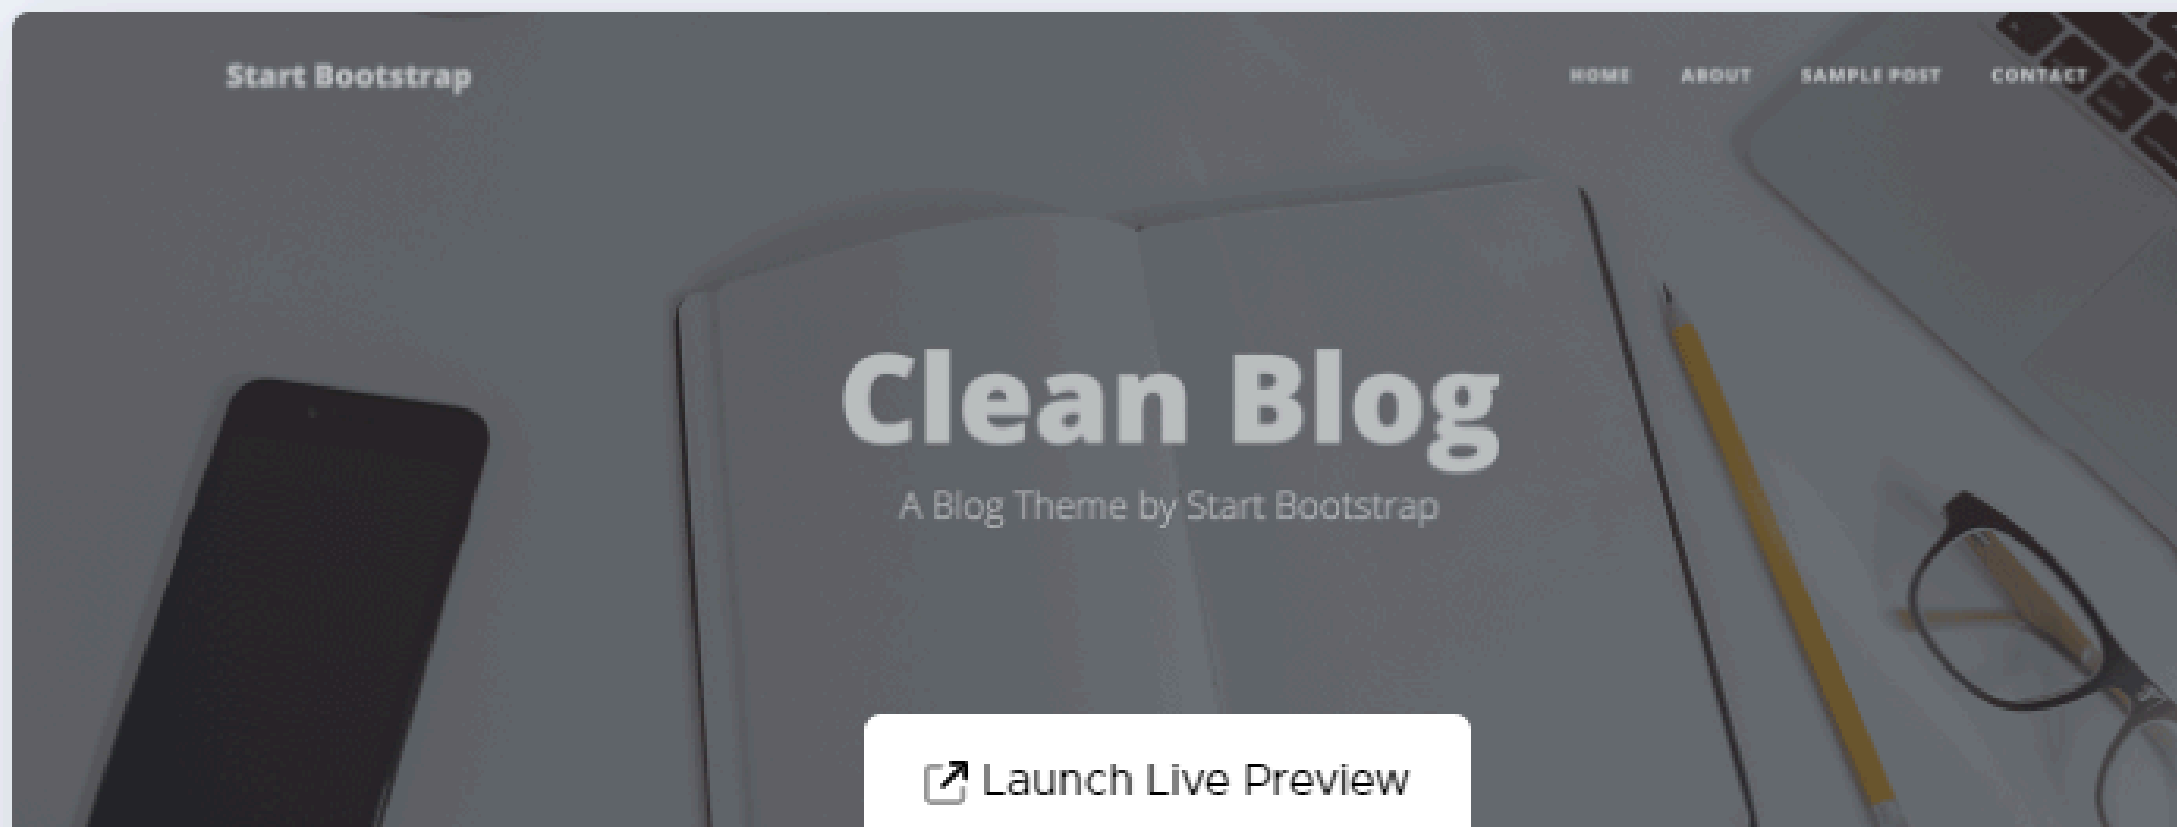 Start Bootstrap
HOME ABOUT SAMPLE POST CONTACT
Clean Blog
A Blog Theme by Start Bootstrap
Launch Live Preview